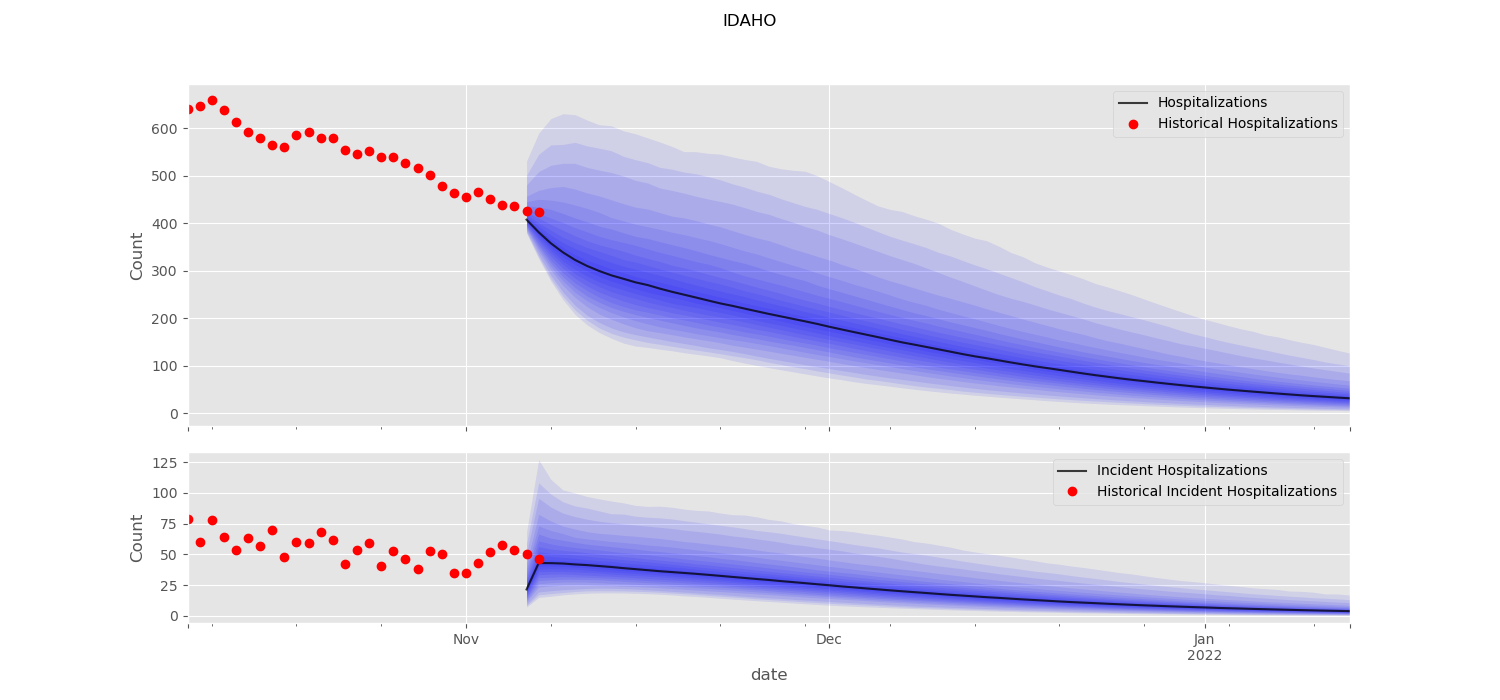 IDAHO
Hospitalizations
Historical Hospitalizations
600
500
400
300
200
100
0
Count
Incident Hospitalizations
Historical Incident Hospitalizations
125
100
75
50
25
0
Count
Nov
Dec
Jan
2022
date